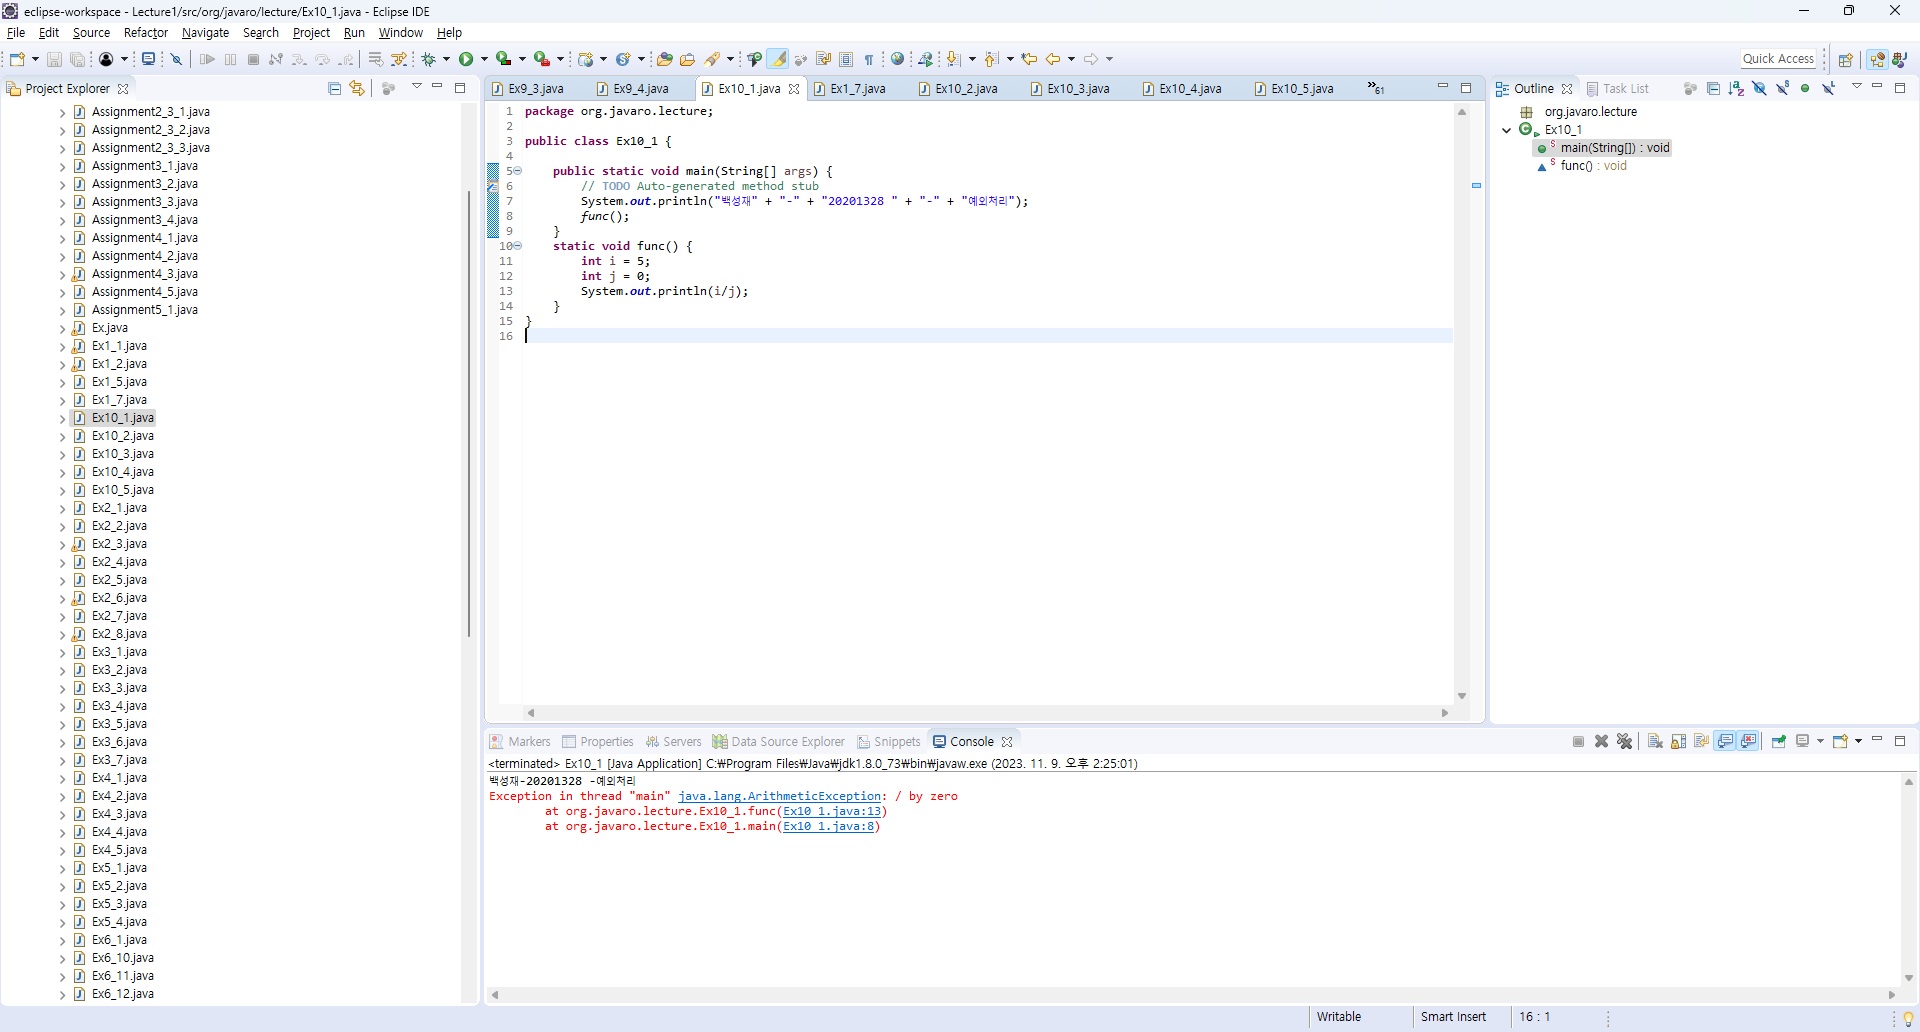 eclipse-workspace - Lecture1/src/org/javaro/lecture/Ex10_1.java - Eclipse IDE
File Edit Source Refactor Navigate Search Project Run Window Help
Quick Access
Project Explorer
Assignment2_3_1.java
Assignment2_3_2.java
Assignment2_3_3.java
Assignment3_1.java
Assignment3_2.java
Assignment3_3.java
Assignment3_4.java
Assignment4_1.java
Assignment4_2.java
Assignment4_3.java
Assignment4_5.java
Assignment5_1.java
Ex.java
Ex1_1.java
Ex1_2.java
Ex1_5.java
Ex1_7.java
Ex10_1.java
Ex10_2.java
Ex10_3.java
Ex10_4.java
Ex10_5.java
Ex2_1.java
Ex2_2.java
Ex2_3.java
Ex2_4.java
Ex2_5.java
Ex2_6.java
Ex2_7.java
Ex2_8.java
Ex3_1.java
Ex3_2.java
Ex3_3.java
Ex3_4.java
Ex3_5.java
Ex3_6.java
Ex3_7.java
Ex4_1.java
Ex4_2.java
Ex4_3.java
Ex4_4.java
Ex4_5.java
Ex5_1.java
Ex5_2.java
Ex5_3.java
Ex5_4.java
Ex6_1.java
Ex6_10.java
Ex6_11.java
Ex6_12.java
Ex9_3.java Ex9_4.java Ex10_1.java Ex1_7.java Ex10_2.java Ex10_3.java Ex10_4.java Ex10_5.java »61
1 package org.javaro.lecture;
2
3 public class Ex10_1 {
4
5 public static void main(String[] args) {
6 // TODO Auto-generated method stub
7 System.out.println("백성재" + "-" + "20201328 " + "-" + "예외처리");
8 func();
9 }
10 static void func() {
11 int i = 5;
12 int j = 0;
13 System.out.println(i/j);
14 }
15 }
16
Outline Task List
org.javaro.lecture
Ex10_1
main(String[]) : void
func() : void
Markers Properties Servers Data Source Explorer Snippets Console
<terminated> Ex10_1 [Java Application] C:₩Program Files₩Java₩jdk1.8.0_73₩bin₩javaw.exe (2023. 11. 9. 오후 2:25:01)
백성재-20201328 -예외처리
Exception in thread "main" java.lang.ArithmeticException: / by zero
at org.javaro.lecture.Ex10_1.func(Ex10_1.java:13)
at org.javaro.lecture.Ex10_1.main(Ex10_1.java:8)
Writable Smart Insert 16 : 1